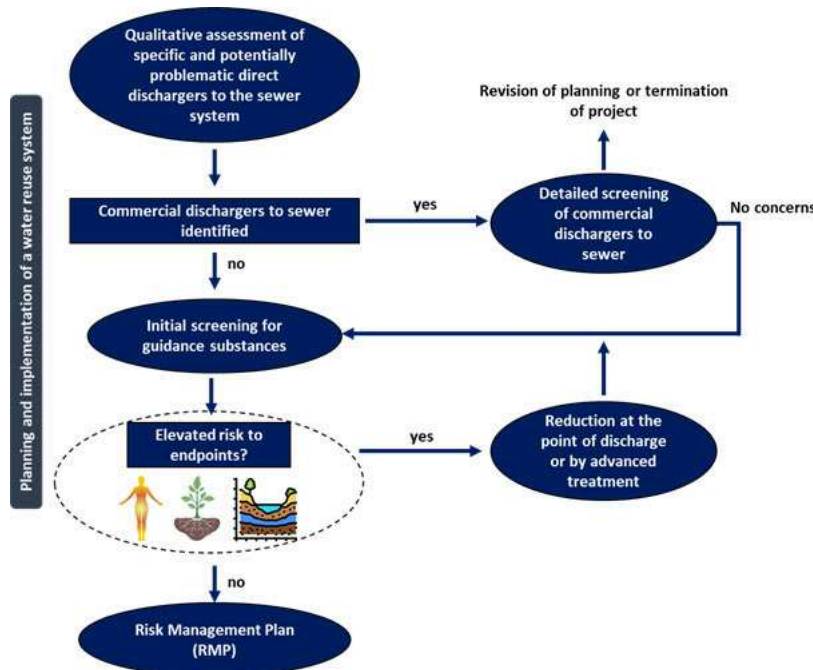 Planning and implementation of a water reuse system
Qualitative assessment of
specific and potentially
problematic direct
dischargers to the sewer
system
Revision of planning or termination
of project
Commercial dischargers to sewer
identified
yes
Detailed screening
of commercial
dischargers to
sewer
No concerns
no
Initial screening for
guidance substances
Elevated risk to
endpoints?
yes
Reduction at the
point of discharge
or by advanced
treatment
no
Risk Management Plan
(RMP)